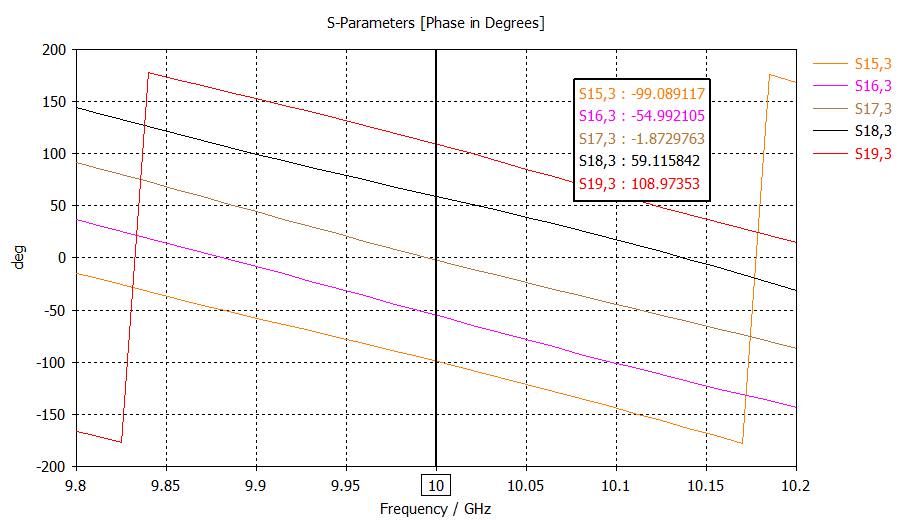 S-Parameters [Phase in Degrees]
200
150
100
50
0
-50
-100
-150
-200
deg
S15,3 : -99.089117
S16,3 : -54.992105
S17,3 : -1.8729763
S18,3 : 59.115842
S19,3 : 108.97353
S15,3
S16,3
S17,3
S18,3
S19,3
9.8 9.85 9.9 9.95 10 10.05 10.1 10.15 10.2
Frequency / GHz